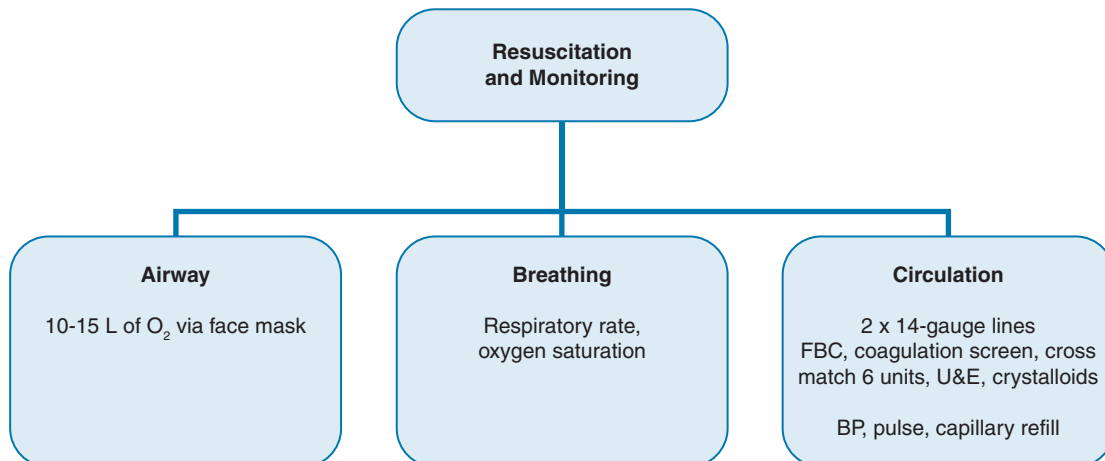 Resuscitation
and Monitoring
Airway
10-15 L of O₂ via face mask
Breathing
Respiratory rate,
oxygen saturation
Circulation
2 x 14-gauge lines
FBC, coagulation screen, cross
match 6 units, U&E, crystalloids
BP, pulse, capillary refill